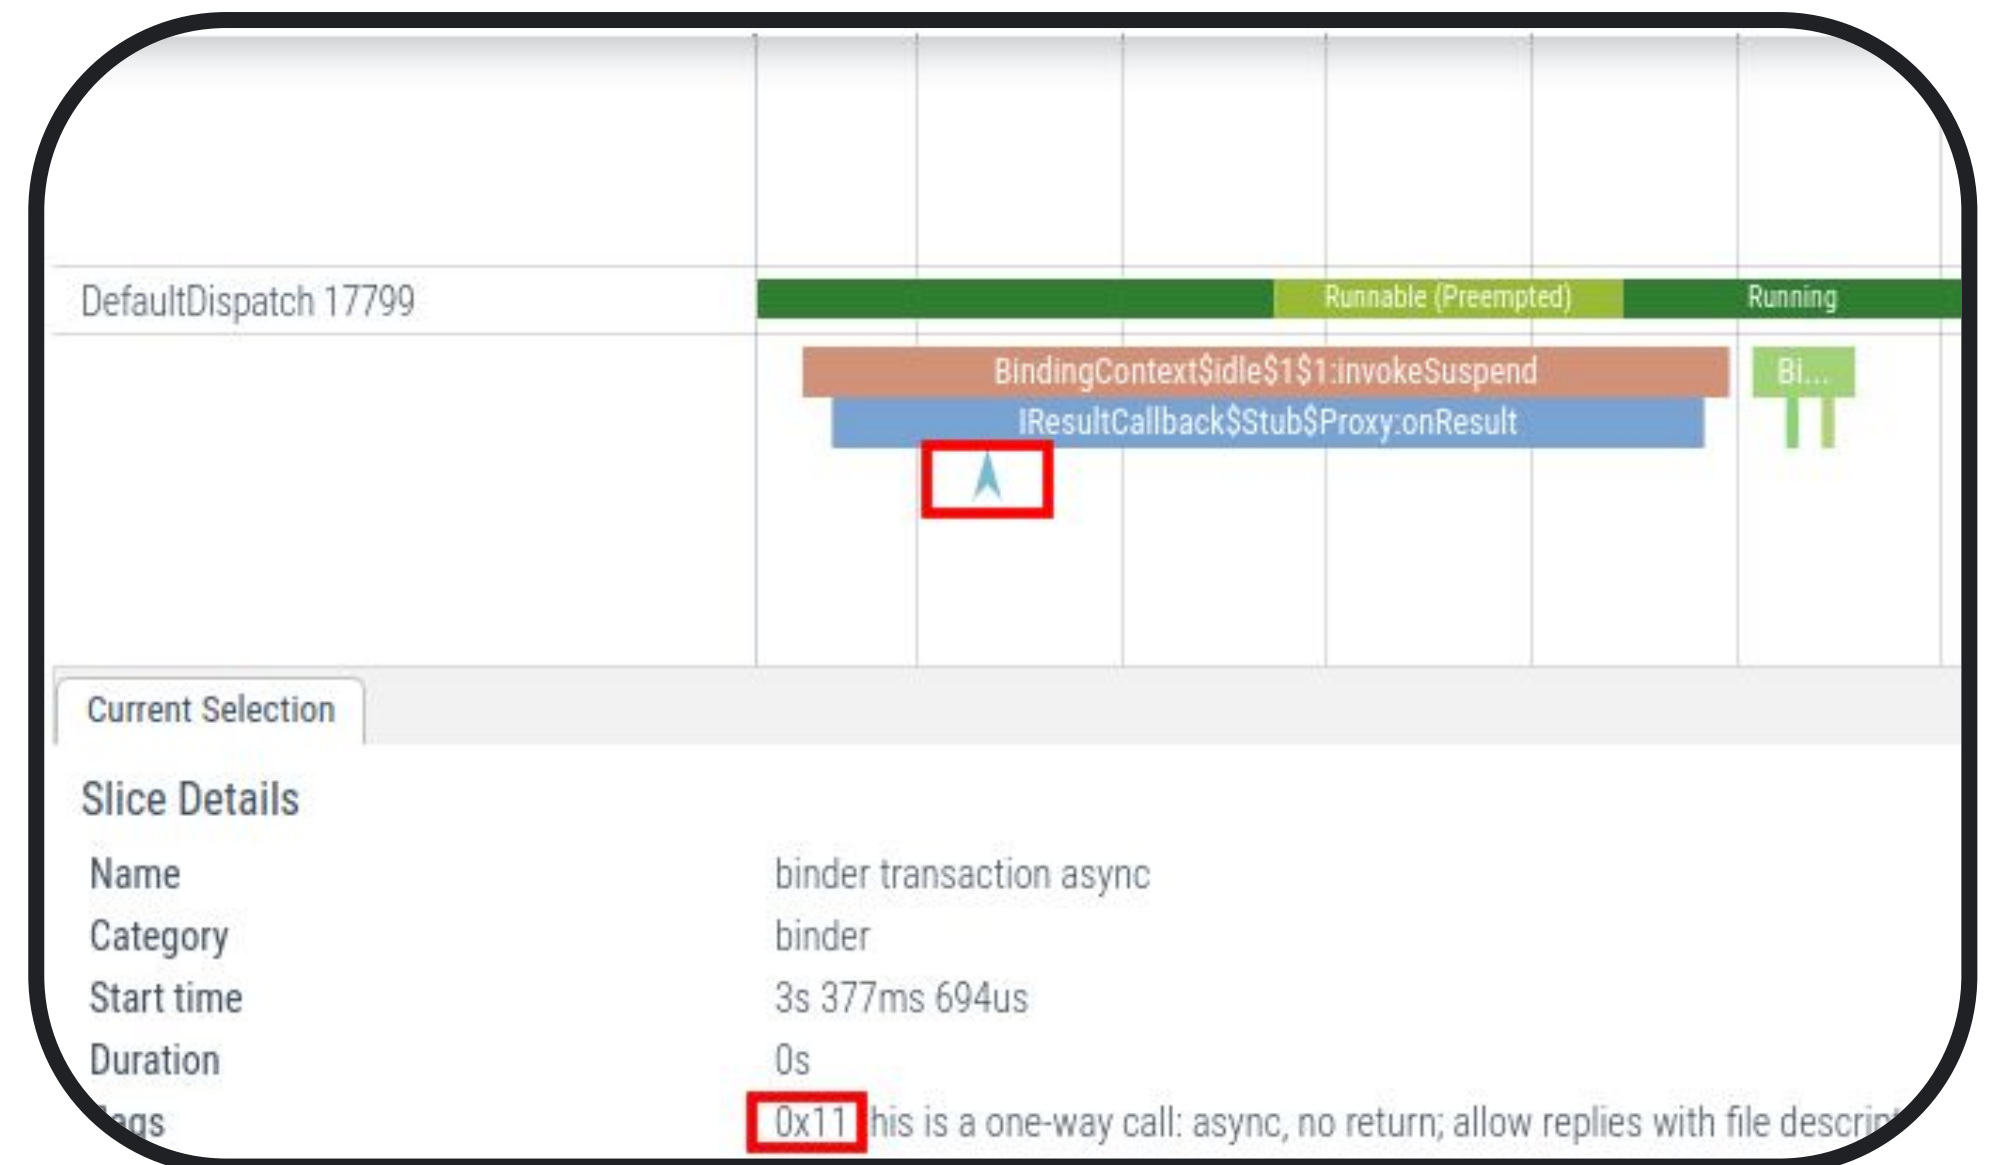 DefaultDispatch 17799
Runnable (Preempted)
Running
BindingContext$idle$1$1:invokeSuspend
Bi...
IResultCallback$Stub$Proxy:onResult
Current Selection
Slice Details
Name binder transaction async
Category binder
Start time 3s 377ms 694us
Duration 0s
ags 0x11 his is a one-way call: async, no return; allow replies with file descript